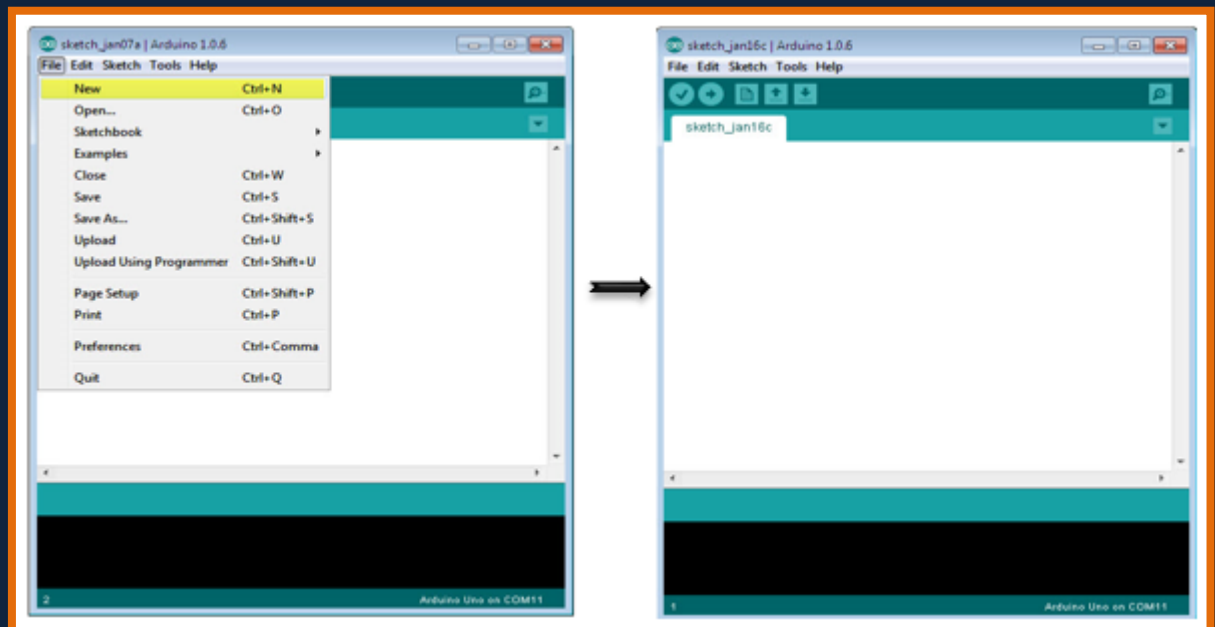 sketch_jan07a | Arduino 1.0.6
File Edit Sketch Tools Help
New Ctrl+N
Open... Ctrl+O
Sketchbook
Examples
Close Ctrl+W
Save Ctrl+S
Save As... Ctrl+Shift+S
Upload Ctrl+U
Upload Using Programmer Ctrl+Shift+U
Page Setup Ctrl+Shift+P
Print Ctrl+P
Preferences Ctrl+Comma
Quit Ctrl+Q
2 Arduino Uno on COM11
sketch_jan16c | Arduino 1.0.6
File Edit Sketch Tools Help
sketch_jan16c
1 Arduino Uno on COM11